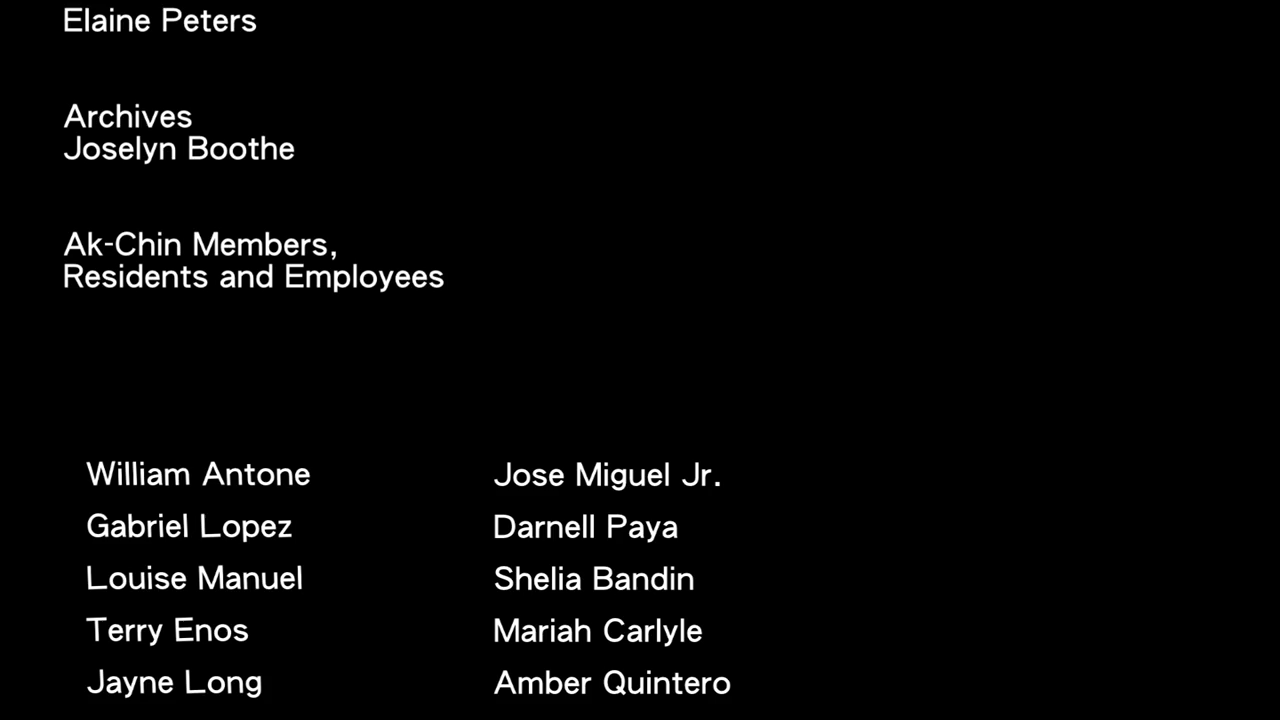 Elaine Peters
Archives
Joselyn Boothe
Ak-Chin Members,
Residents and Employees
William Antone
Jose Miguel Jr.
Gabriel Lopez
Darnell Paya
Louise Manuel
Shelia Bandin
Terry Enos
Mariah Carlyle
Jayne Long
Amber Quintero